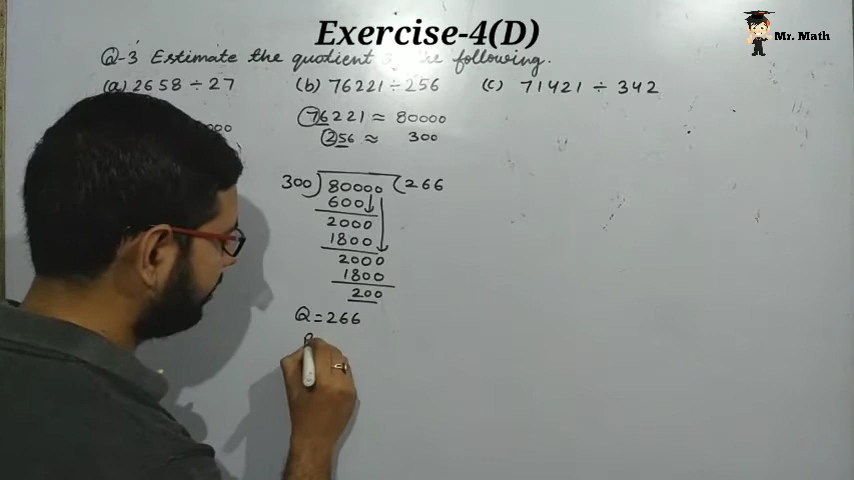 Exercise-4(D)
Mr. Math
Q-3 Estimate the quotient the following.
(a) 2658 ÷ 27
(b) 76221 ÷ 256
(c) 71421 ÷ 342
76221 ≈ 80000
256 ≈ 300
300)80000(266
600
2000
1800
2000
1800
200
Q = 266